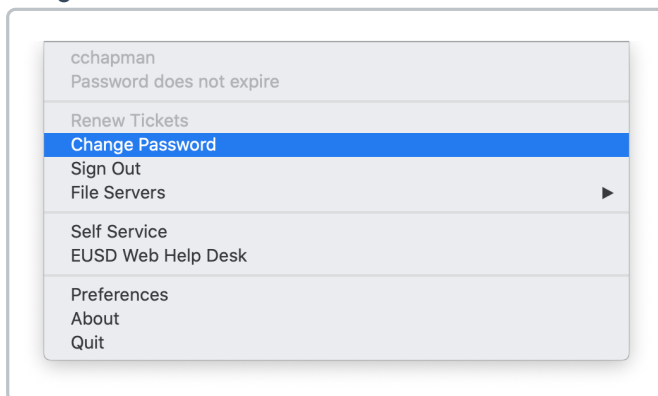 cchapman
Password does not expire
Renew Tickets
Change Password
Sign Out
File Servers
Self Service
EUSD Web Help Desk
Preferences
About
Quit